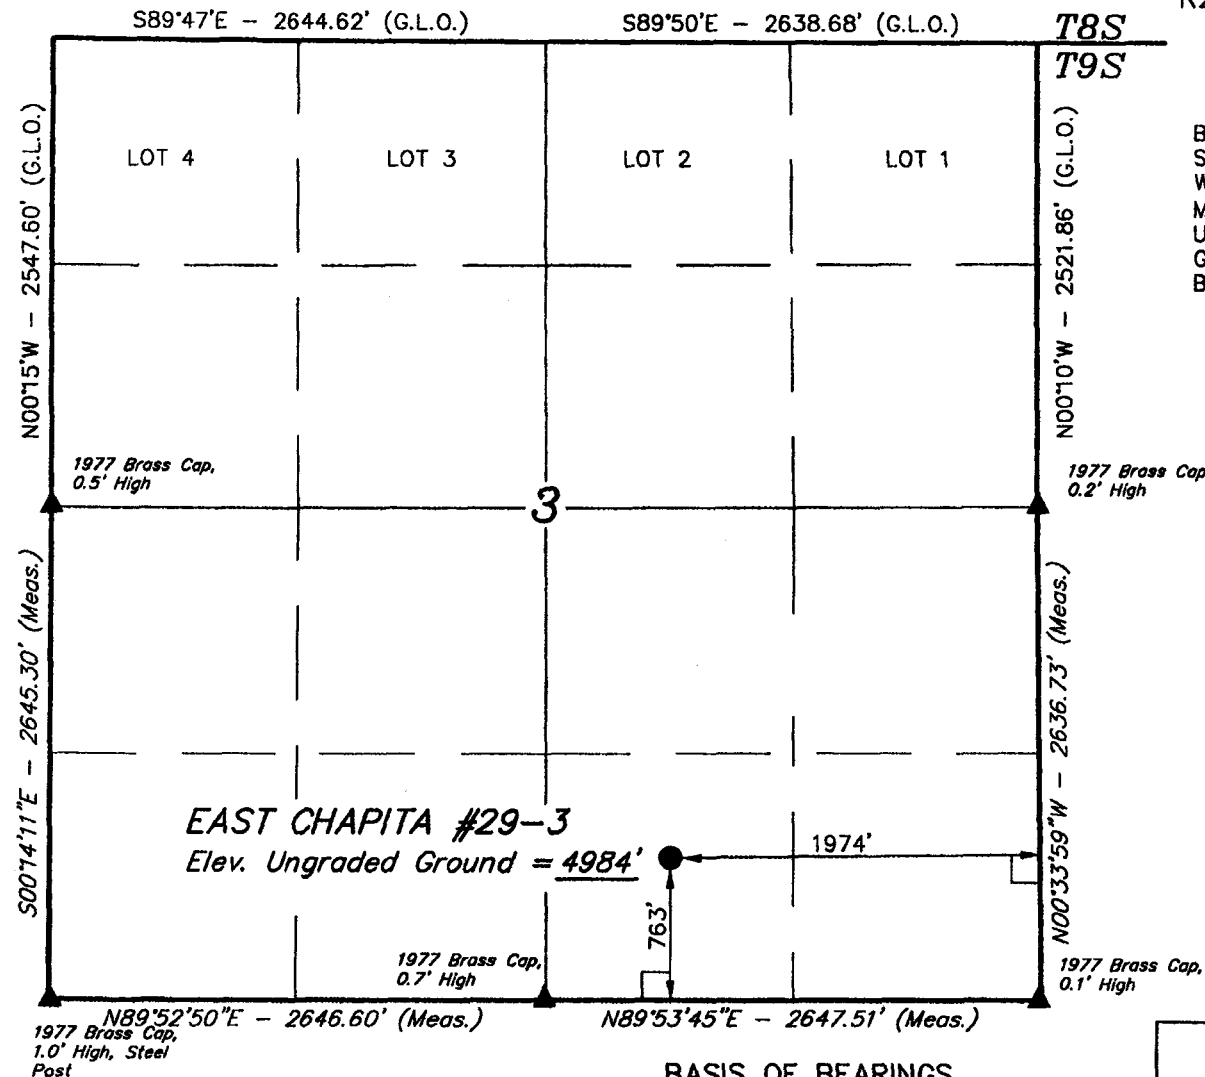 S89°47'E - 2644.62' (G.L.O.)
S89°50'E - 2638.68' (G.L.O.)
T8S
T9S
LOT 4
LOT 3
LOT 2
LOT 1
N00°15'W - 2547.60' (G.L.O.)
N00°10'W - 2521.86' (G.L.O.)
B
S
W
M
U
G
B
1977 Brass Cap,
0.5' High
3
1977 Brass Cap
0.2' High
S00°14'11"E - 2645.30' (Meas.)
N00°33'59"W - 2636.73' (Meas.)
EAST CHAPITA #29-3
Elev. Ungraded Ground = 4984'
1974'
763'
1977 Brass Cap,
0.7' High
1977 Brass Cap,
0.1' High
N89°52'50"E - 2646.60' (Meas.)
N89°53'45"E - 2647.51' (Meas.)
1977 Brass Cap,
1.0' High, Steel
Post
BASIS OF BEARINGS